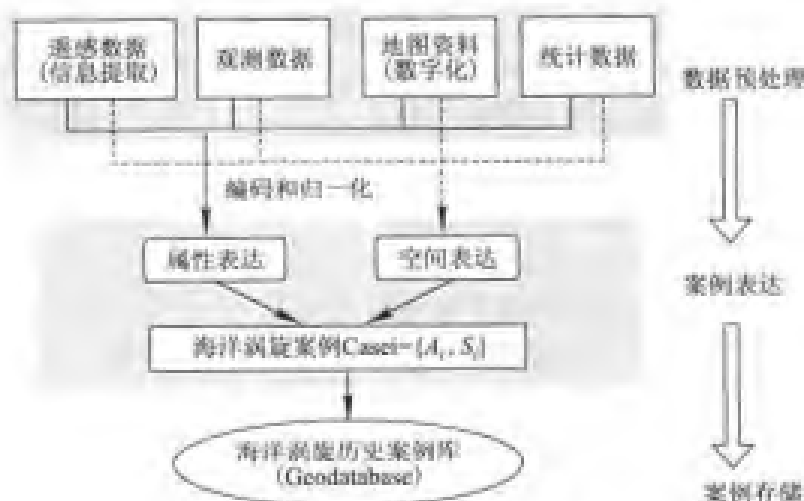 遥感数据
(信息提取)
观测数据
地图资料
(数字化)
统计数据
数据预处理
编码和归一化
属性表达
空间表达
案例表达
海洋涡旋案例Casei={A_i, S_i}
海洋涡旋历史案例库
(Geodatabase)
案例存储